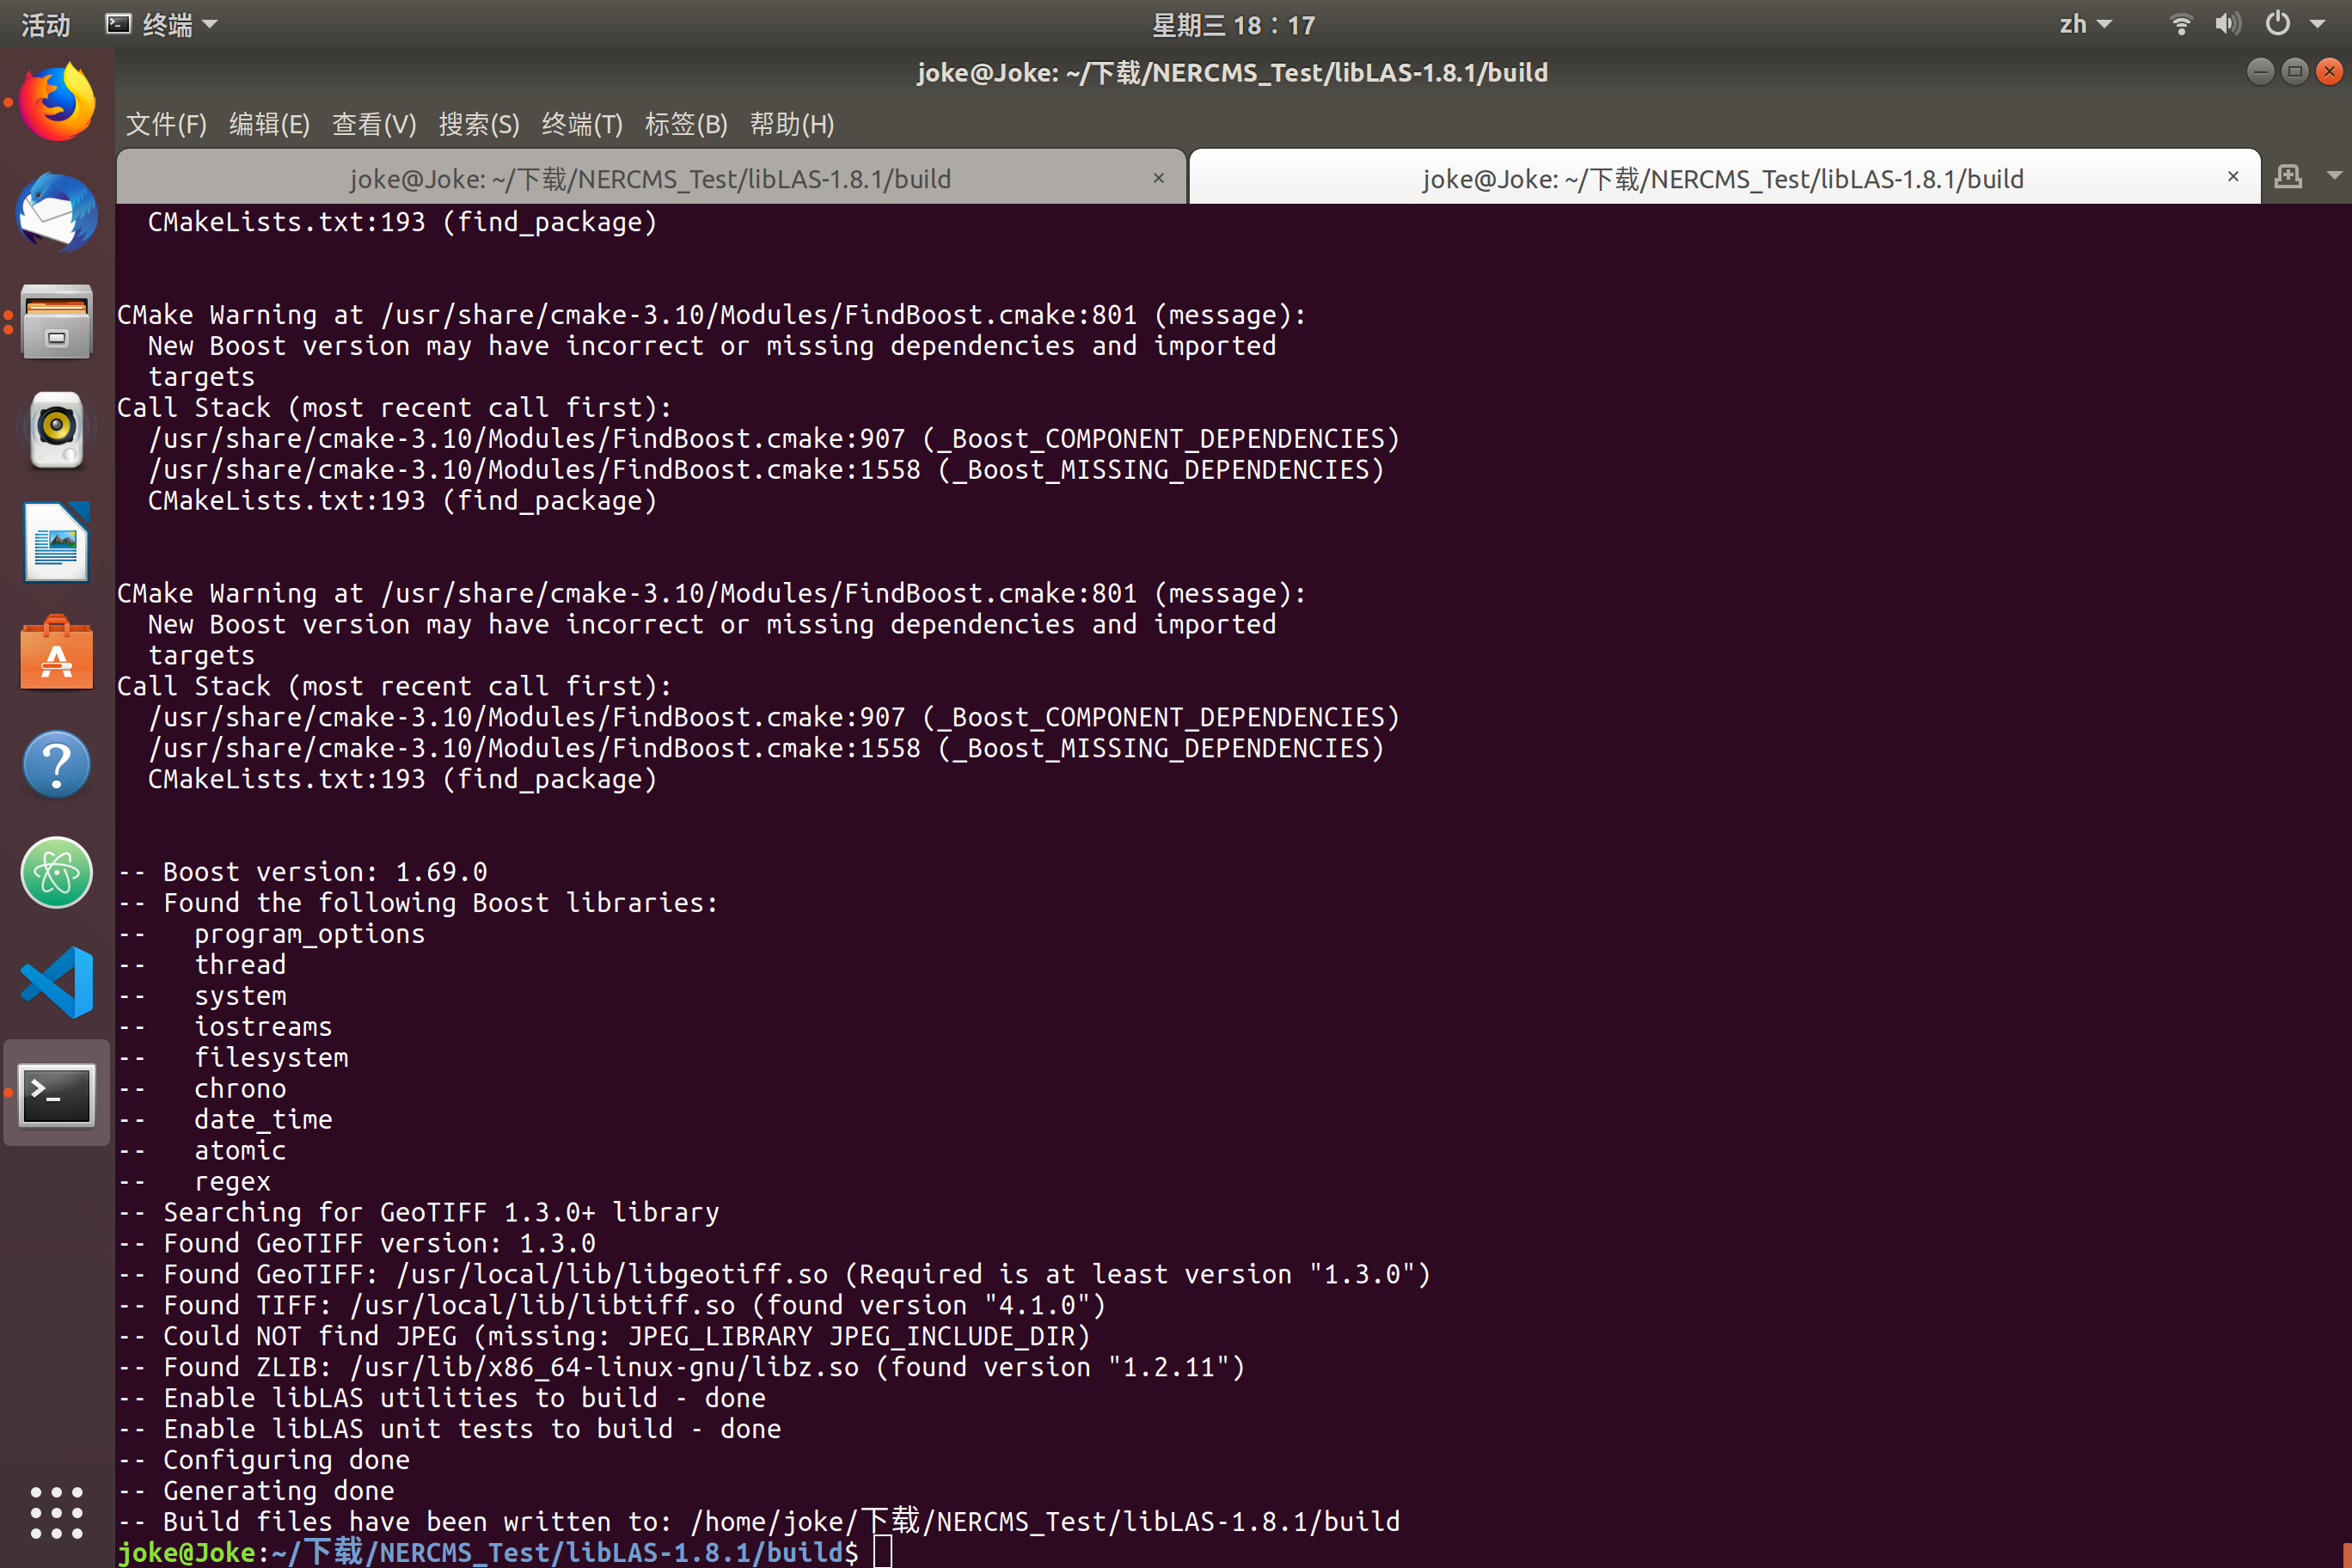 活动 终端 星期三 18：17 zh
joke@Joke: ~/下载/NERCMS_Test/libLAS-1.8.1/build
文件(F) 编辑(E) 查看(V) 搜索(S) 终端(T) 标签(B) 帮助(H)
joke@Joke: ~/下载/NERCMS_Test/libLAS-1.8.1/build × joke@Joke: ~/下载/NERCMS_Test/libLAS-1.8.1/build ×
  CMakeLists.txt:193 (find_package)
CMake Warning at /usr/share/cmake-3.10/Modules/FindBoost.cmake:801 (message):
  New Boost version may have incorrect or missing dependencies and imported
  targets
Call Stack (most recent call first):
  /usr/share/cmake-3.10/Modules/FindBoost.cmake:907 (_Boost_COMPONENT_DEPENDENCIES)
  /usr/share/cmake-3.10/Modules/FindBoost.cmake:1558 (_Boost_MISSING_DEPENDENCIES)
  CMakeLists.txt:193 (find_package)
CMake Warning at /usr/share/cmake-3.10/Modules/FindBoost.cmake:801 (message):
  New Boost version may have incorrect or missing dependencies and imported
  targets
Call Stack (most recent call first):
  /usr/share/cmake-3.10/Modules/FindBoost.cmake:907 (_Boost_COMPONENT_DEPENDENCIES)
  /usr/share/cmake-3.10/Modules/FindBoost.cmake:1558 (_Boost_MISSING_DEPENDENCIES)
  CMakeLists.txt:193 (find_package)
-- Boost version: 1.69.0
-- Found the following Boost libraries:
--   program_options
--   thread
--   system
--   iostreams
--   filesystem
--   chrono
--   date_time
--   atomic
--   regex
-- Searching for GeoTIFF 1.3.0+ library
-- Found GeoTIFF version: 1.3.0
-- Found GeoTIFF: /usr/local/lib/libgeotiff.so (Required is at least version "1.3.0")
-- Found TIFF: /usr/local/lib/libtiff.so (found version "4.1.0")
-- Could NOT find JPEG (missing: JPEG_LIBRARY JPEG_INCLUDE_DIR)
-- Found ZLIB: /usr/lib/x86_64-linux-gnu/libz.so (found version "1.2.11")
-- Enable libLAS utilities to build - done
-- Enable libLAS unit tests to build - done
-- Configuring done
-- Generating done
-- Build files have been written to: /home/joke/下载/NERCMS_Test/libLAS-1.8.1/build
joke@Joke:~/下载/NERCMS_Test/libLAS-1.8.1/build$